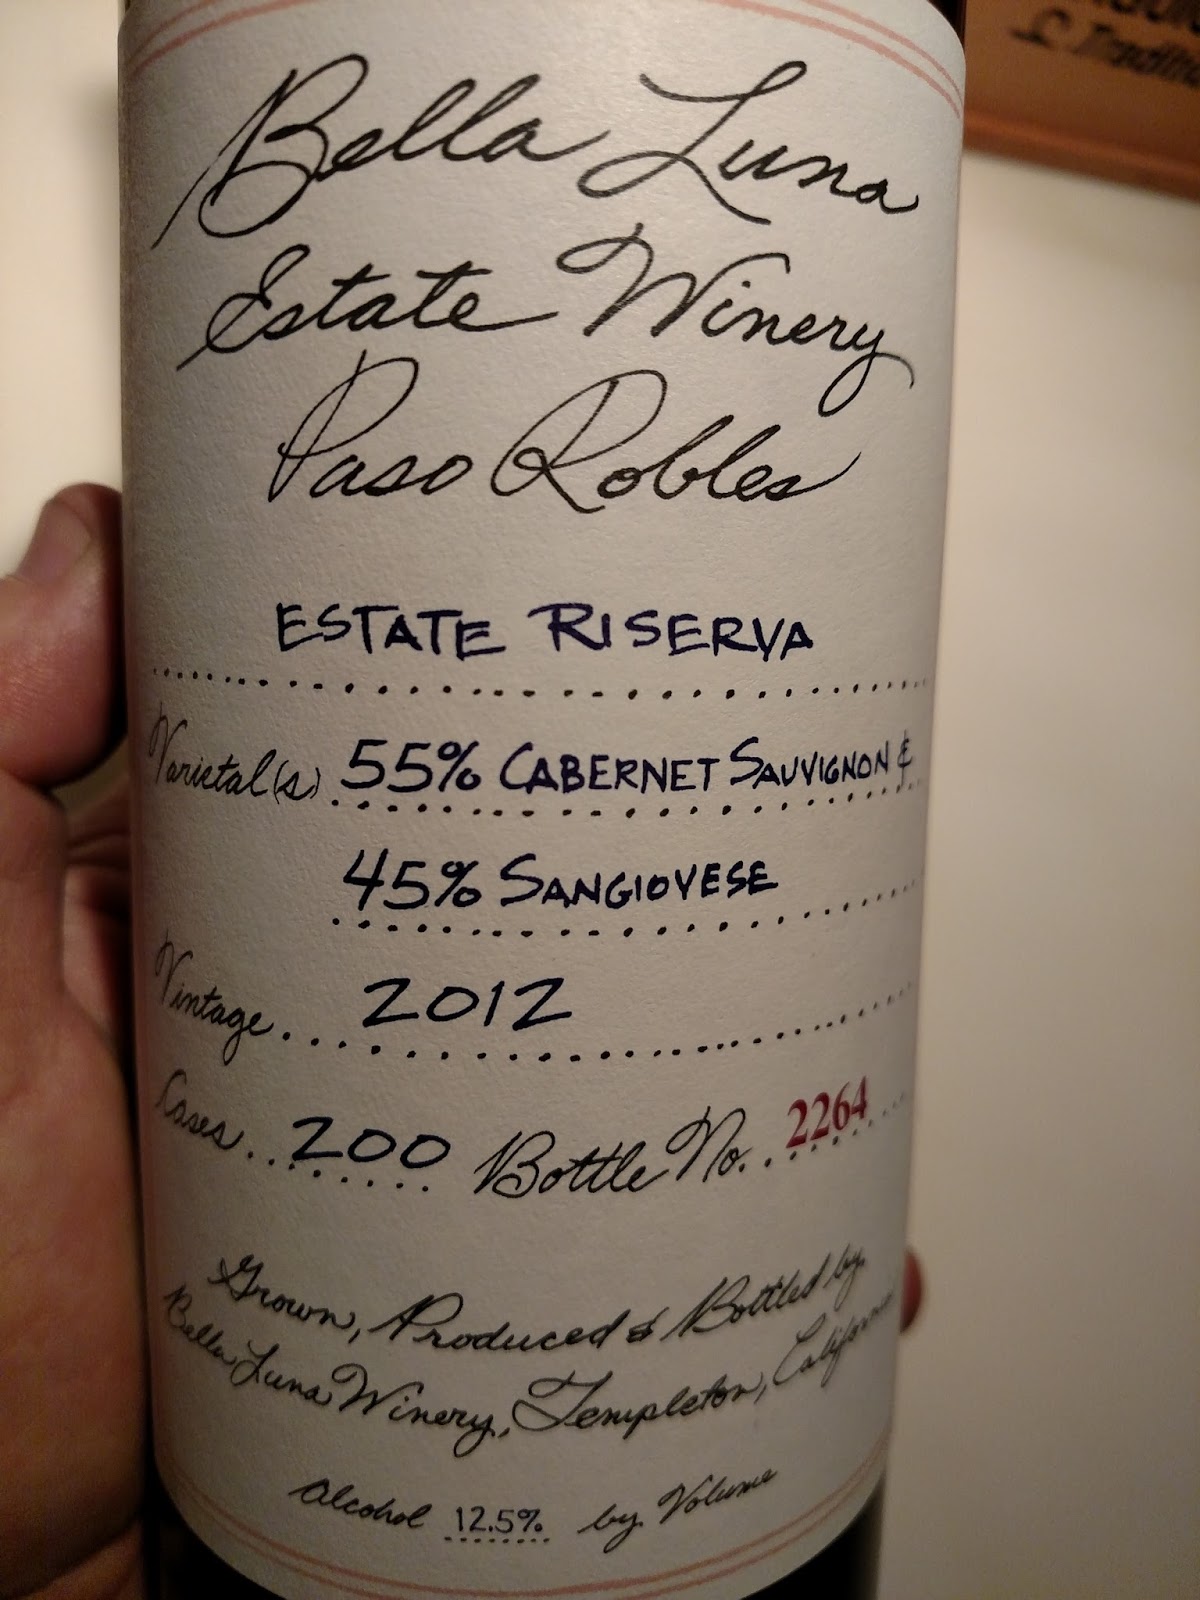 Bella Luna
Estate Winery
Paso Robles
ESTATE RISERVA
Varietal(s) 55% CABERNET SAUVIGNON &
45% SANGIOVESE
Vintage.... 2012
Cases.. 200 Bottle No... 2264
Grown, Produced & Bottled by
Bella Luna Winery, Templeton, California
Alcohol 12.5% by Volume